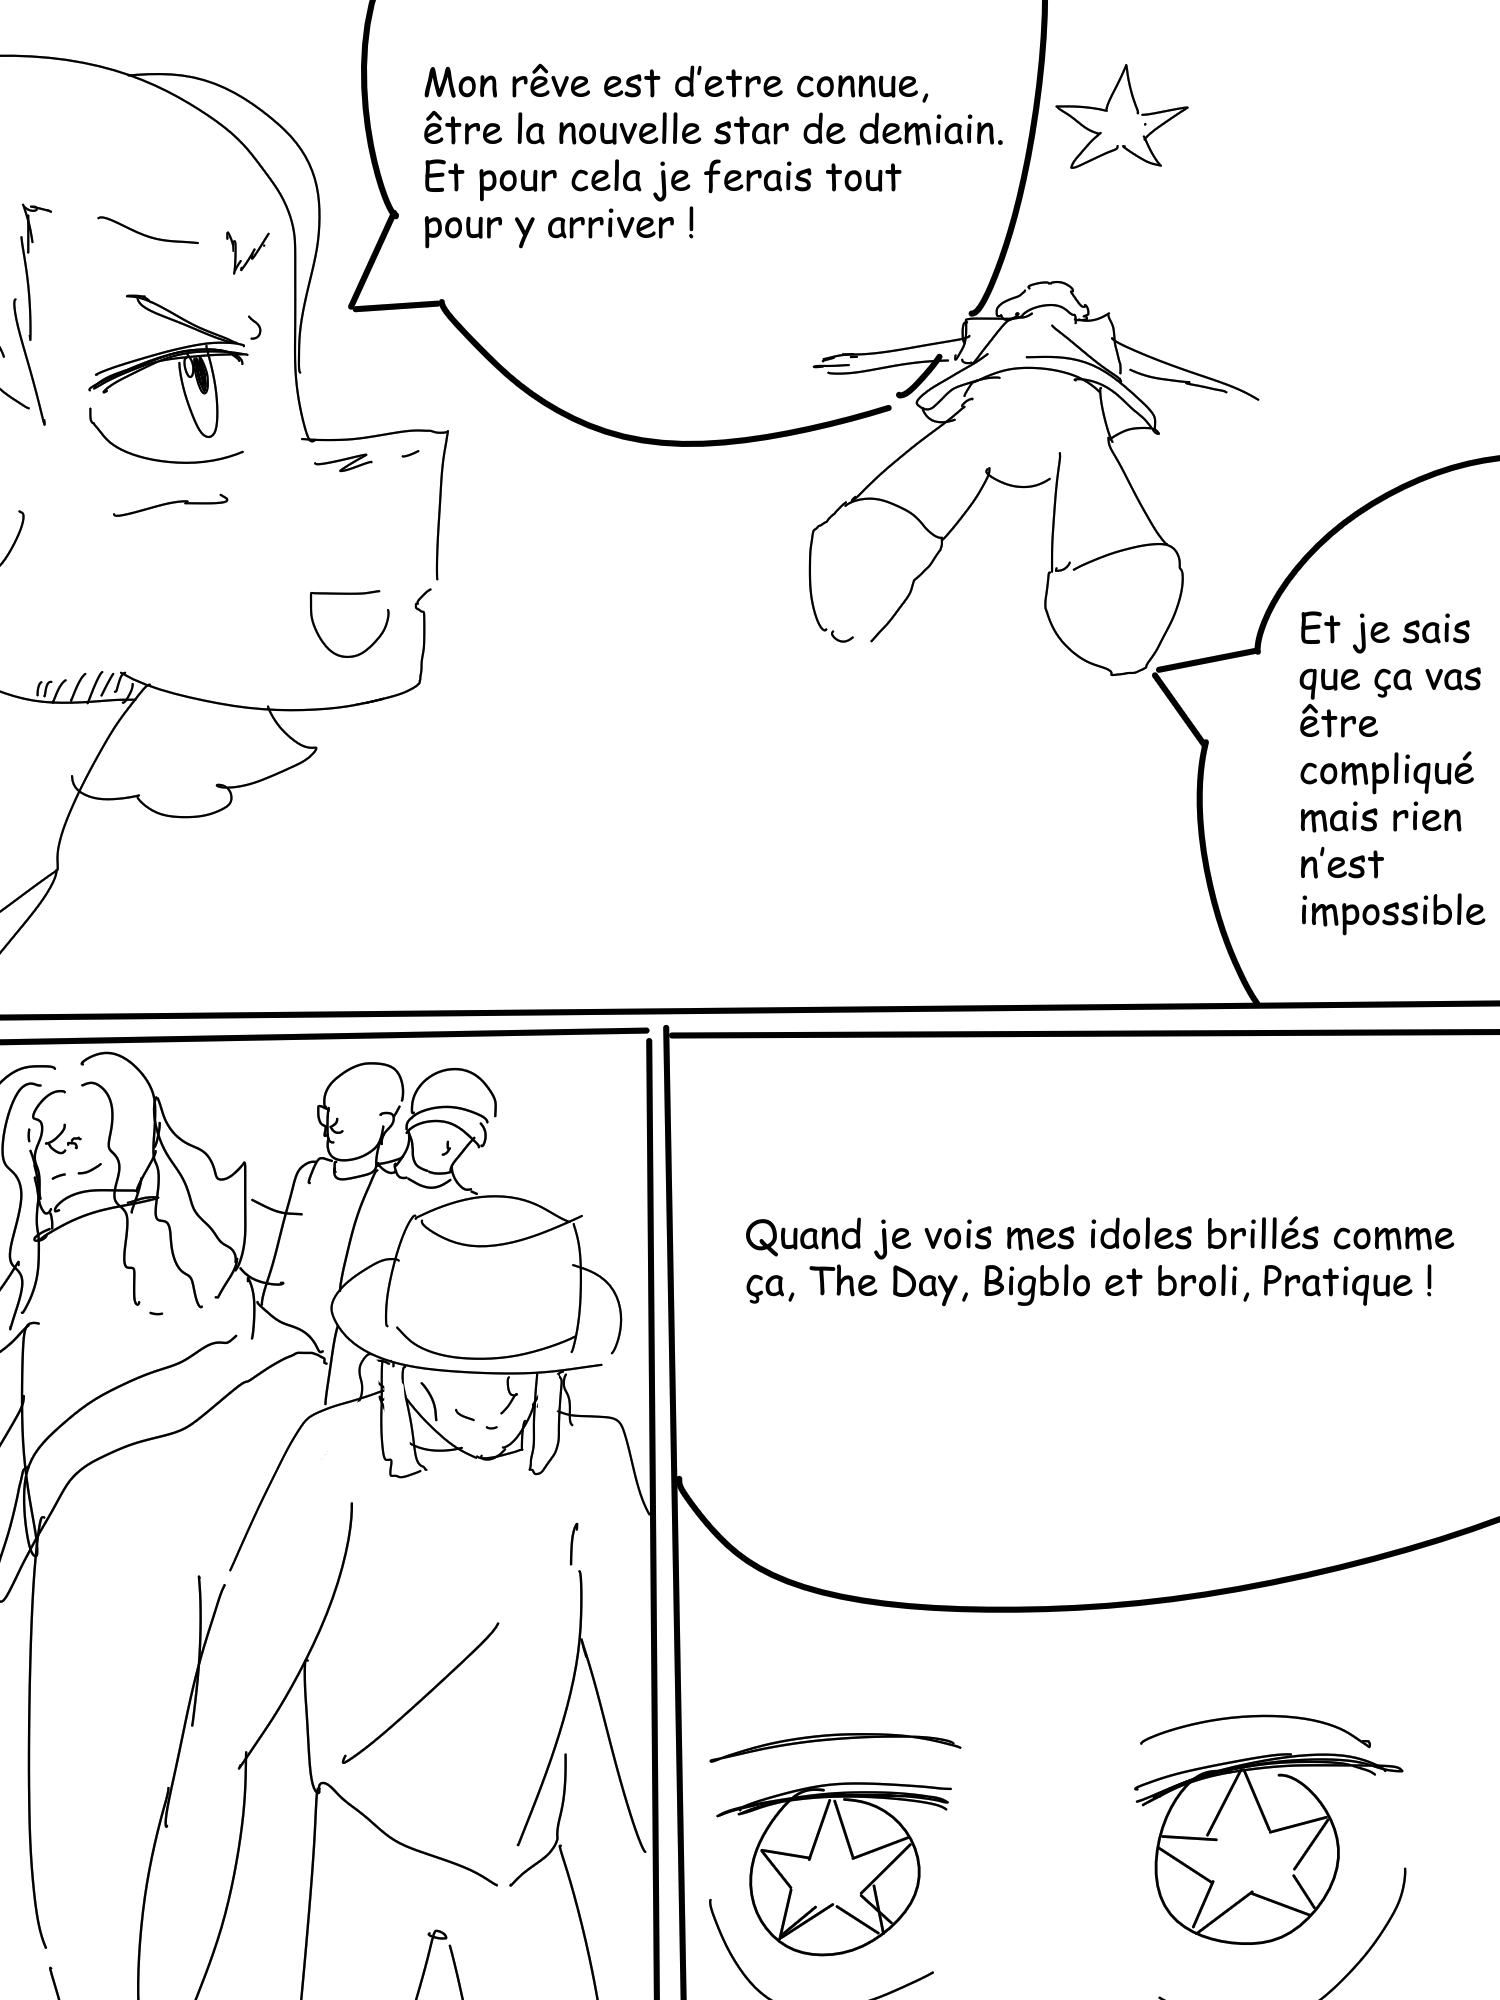 Mon rêve est d'etre connue,
être la nouvelle star de demiain.
Et pour cela je ferais tout
pour y arriver !
Et je sais
que ça vas
être
compliqué
mais rien
n'est
impossible
Quand je vois mes idoles brillés comme
ça, The Day, Bigblo et broli, Pratique !